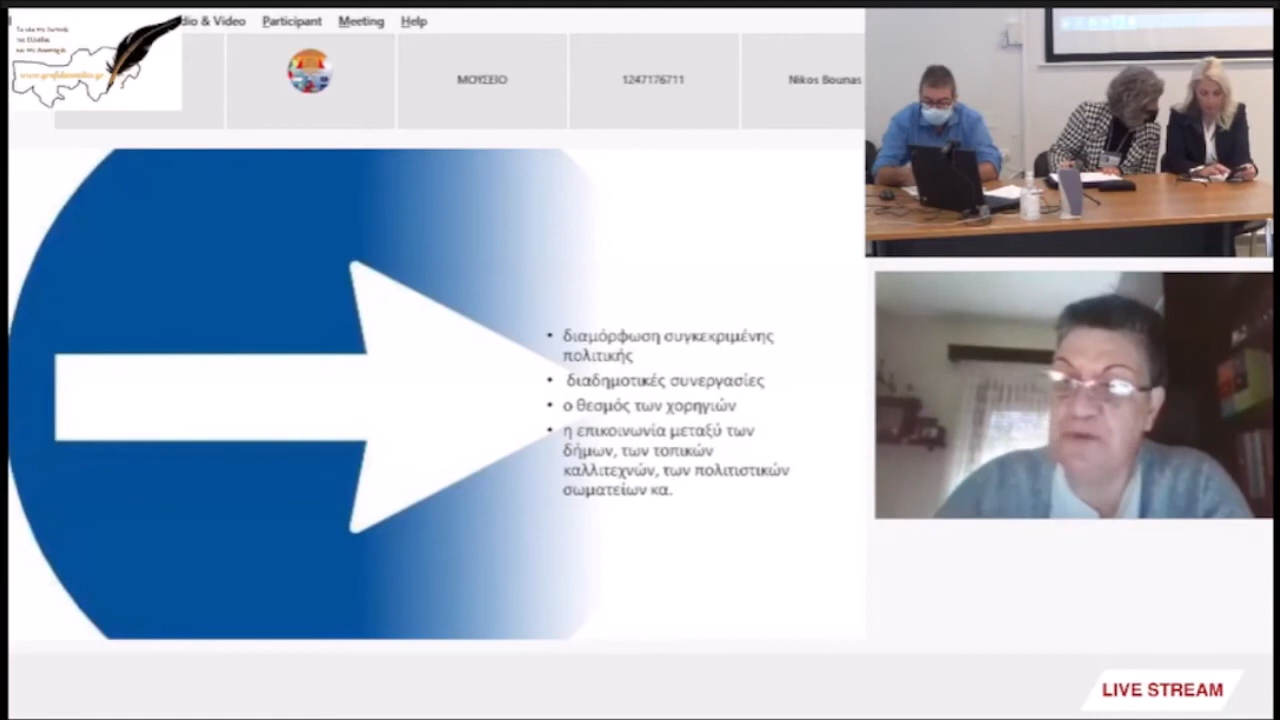 dio & Video Participant Meeting Help
ΜΟΥΣΕΙΟ
1247176711
Nikos Bounas
• διαμόρφωση συγκεκριμένης
πολιτικής
• διαδημοτικές συνεργασίες
• ο θεσμός των χορηγιών
• η επικοινωνία μεταξύ των
δήμων, των τοπικών
καλλιτεχνών, των πολιτιστικών
σωματείων κα.
LIVE STREAM